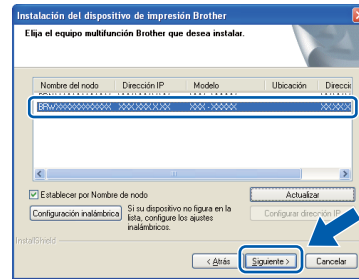 Instalación del dispositivo de impresión Brother
Elija el equipo multifunción Brother que desea instalar.
Nombre del nodo Dirección IP Modelo Ubicación Direcció
BRWXXXXXXXXXXXX XXX.XXX.X.XX XXX-XXXXX XXXXX
Establecer por Nombre de nodo
Actualizar
Configuración inalámbrica
Si su dispositivo no figura en la
lista, configure los ajustes
inalámbricos.
Configurar dirección IP
InstallShield
< Atrás Siguiente > Cancelar